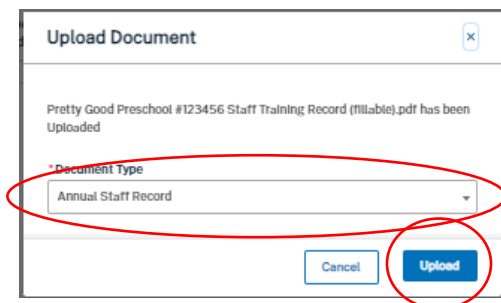 Upload Document
×
Pretty Good Preschool #123456 Staff Training Record (fillable).pdf has been
Uploaded
*Document Type
Annual Staff Record
Cancel
Upload